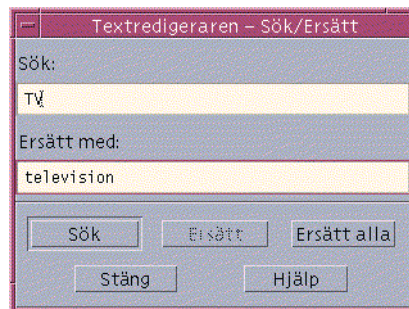 Textredigeraren – Sök/Ersätt
Sök:
TV
Ersätt med:
television
Sök Ersätt Ersätt alla
Stäng Hjälp